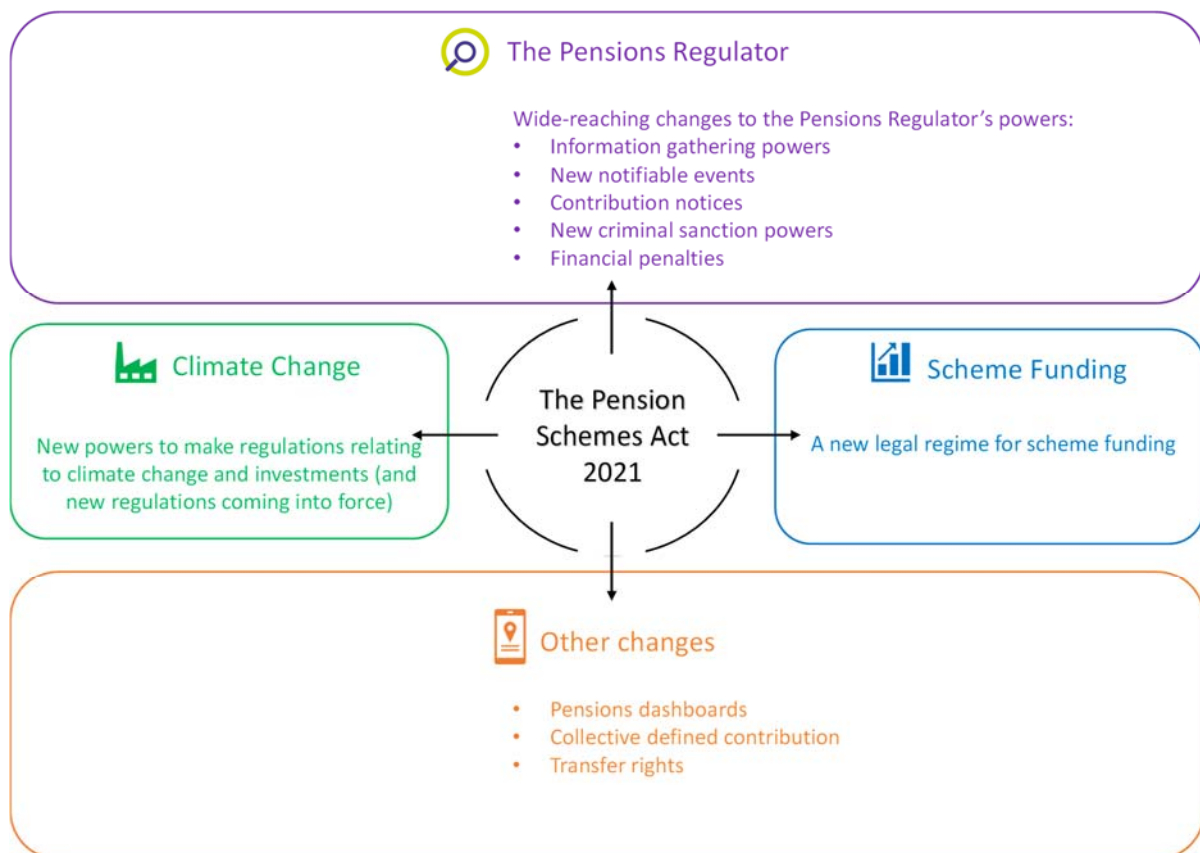 The Pensions Regulator
Wide-reaching changes to the Pensions Regulator's powers:
• Information gathering powers
• New notifiable events
• Contribution notices
• New criminal sanction powers
• Financial penalties
Climate Change
New powers to make regulations relating
to climate change and investments (and
new regulations coming into force)
The Pension
Schemes Act
2021
Scheme Funding
A new legal regime for scheme funding
Other changes
• Pensions dashboards
• Collective defined contribution
• Transfer rights